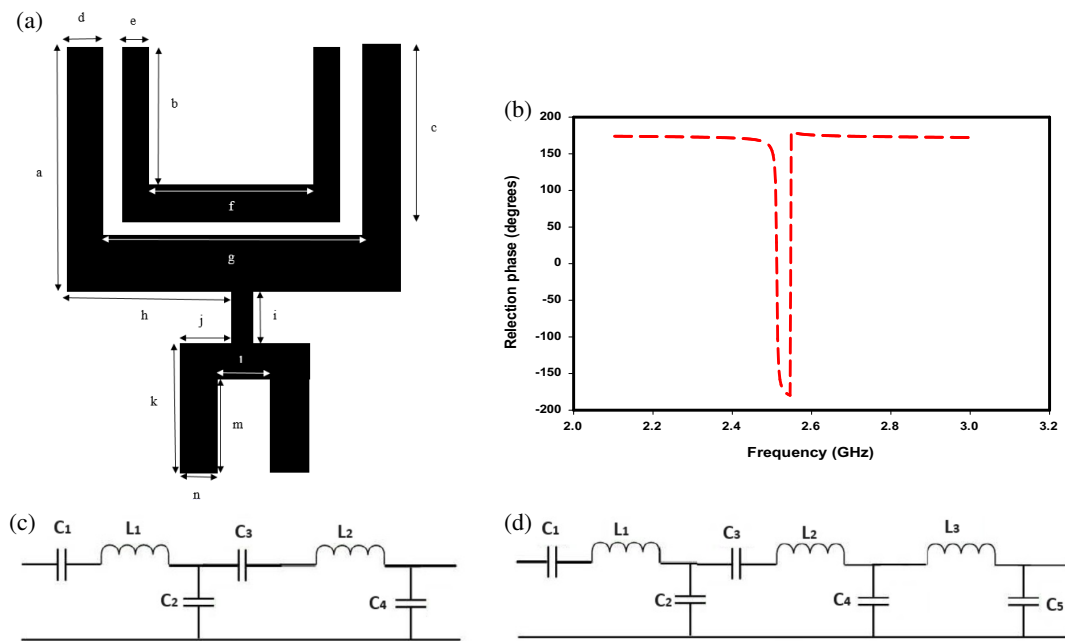 (a)
d
e
a
b
c
f
g
h
i
j
l
k
m
n
(b)
Relection phase (degrees)
200
150
100
50
0
-50
-100
-150
-200
2.0
2.2
2.4
2.6
2.8
3.0
3.2
Frequency (GHz)
(c)
C1
L1
C3
L2
C2
C4
(d)
C1
L1
C3
L2
L3
C2
C4
C5